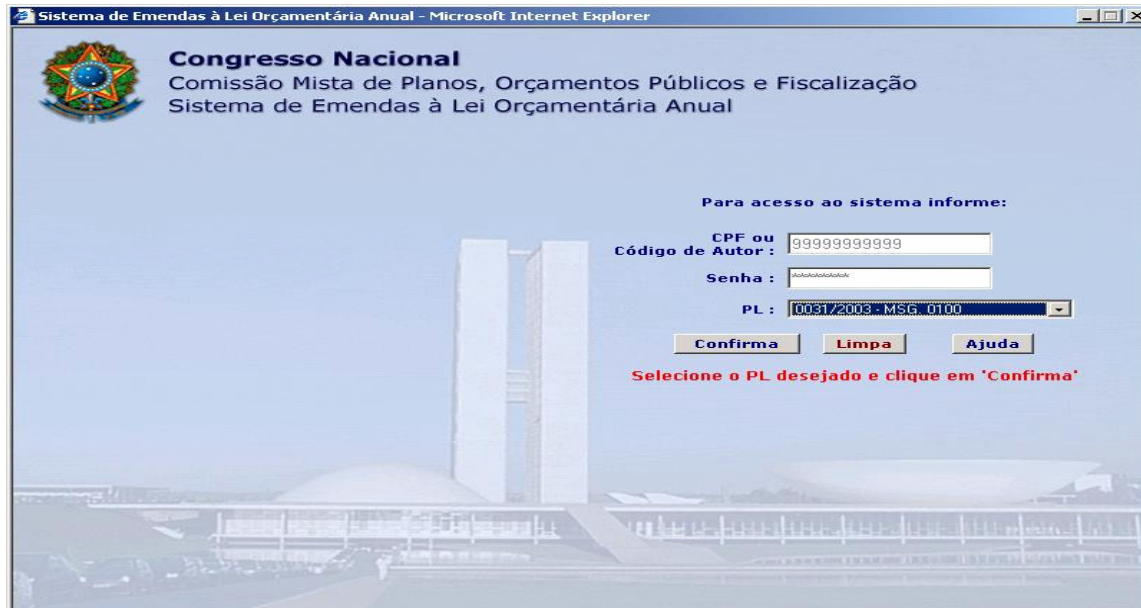 Sistema de Emendas à Lei Orçamentária Anual - Microsoft Internet Explorer
Congresso Nacional
Comissão Mista de Planos, Orçamentos Públicos e Fiscalização
Sistema de Emendas à Lei Orçamentária Anual
Para acesso ao sistema informe:
CPF ou
Código de Autor : 99999999999
Senha : *********
PL : 0031/2003 - MSG. 0100
Confirma Limpa Ajuda
Selecione o PL desejado e clique em 'Confirma'